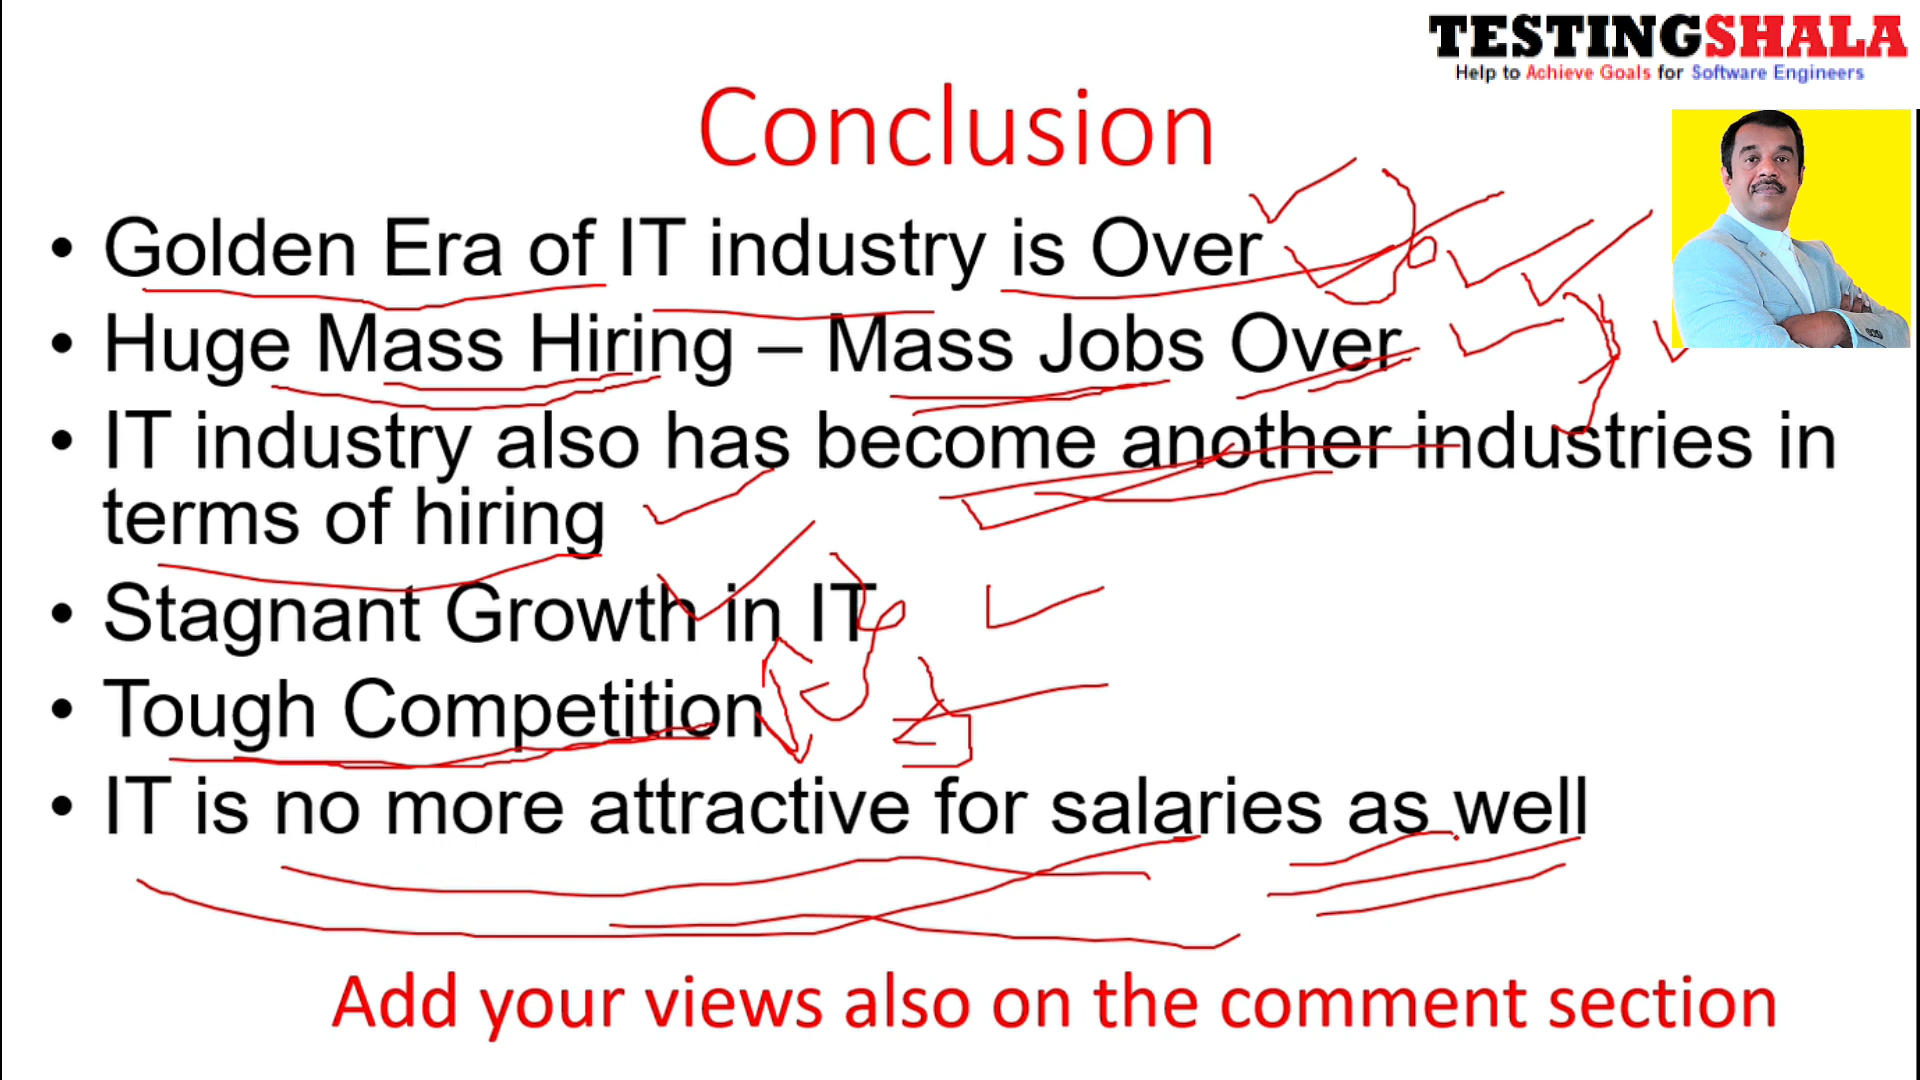 TESTINGSHALA
Help to Achieve Goals for Software Engineers
Conclusion
• Golden Era of IT industry is Over
• Huge Mass Hiring – Mass Jobs Over
• IT industry also has become another industries in
terms of hiring
• Stagnant Growth in IT
• Tough Competition
• IT is no more attractive for salaries as well
Add your views also on the comment section